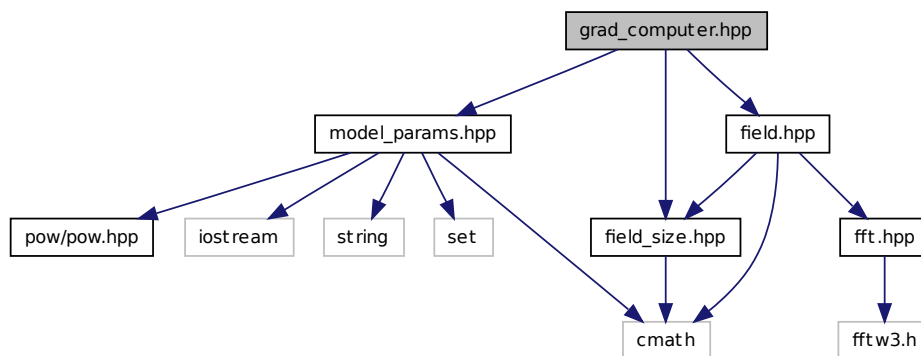 grad_computer.hpp
model_params.hpp
field.hpp
pow/pow.hpp
iostream
string
set
field_size.hpp
fft.hpp
cmath
fftw3.h